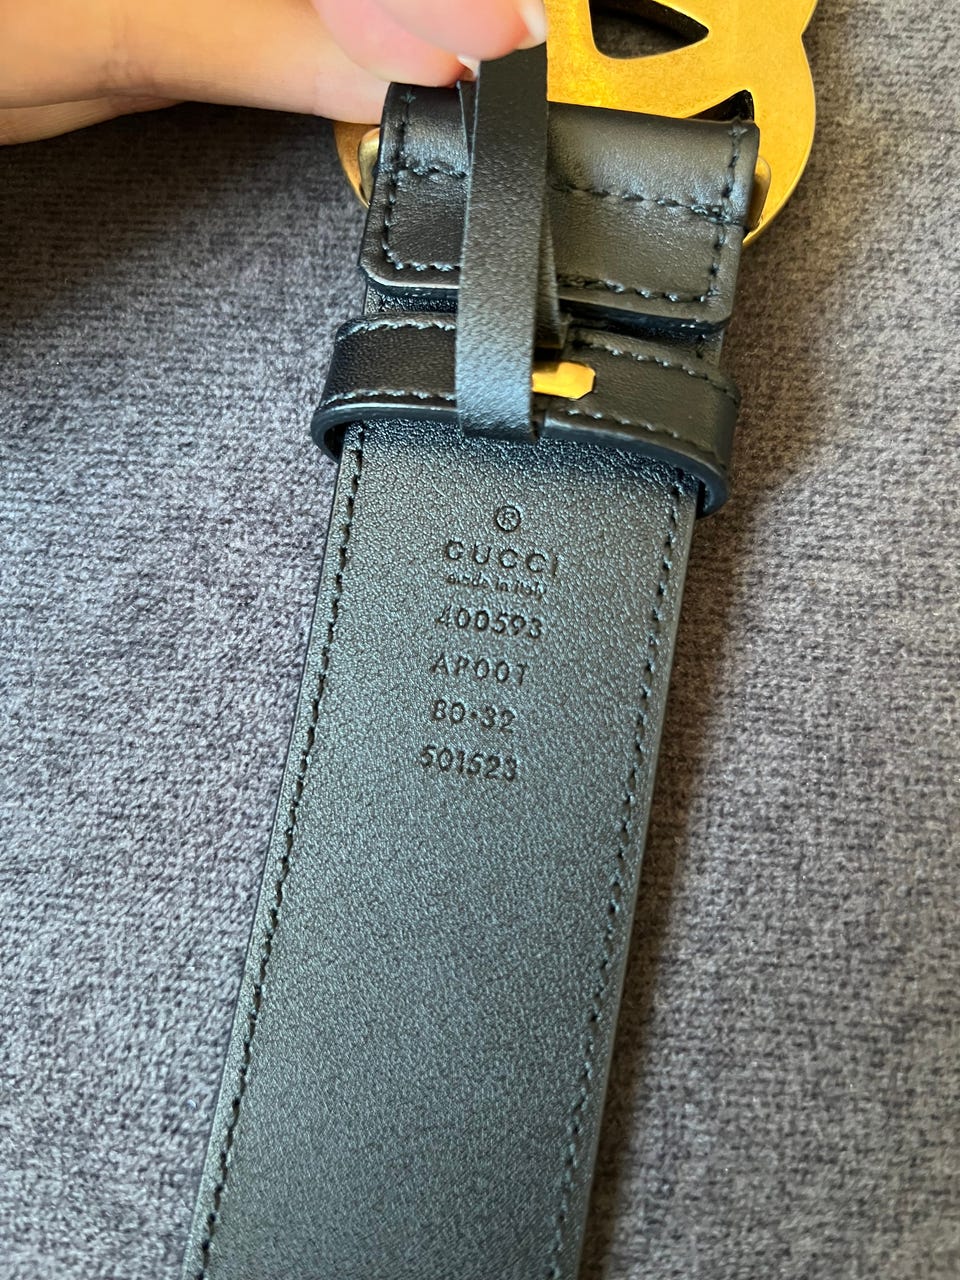 ®
GUCCI
made in italy
400593
AP00T
80·32
501523